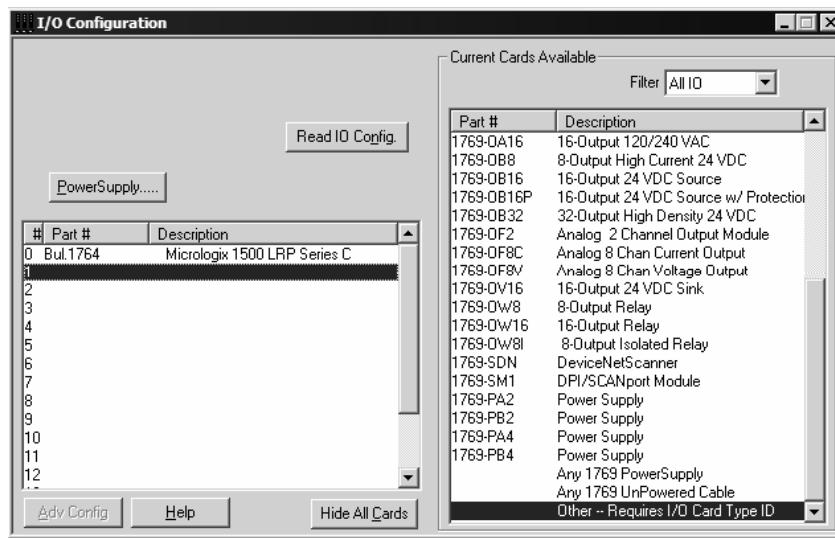 I/O Configuration
Current Cards Available
Filter All IO
Read IO Config.
PowerSupply.....
# Part # Description
0 Bul.1764 Micrologix 1500 LRP Series C
1
2
3
4
5
6
7
8
9
10
11
12
Adv Config Help Hide All Cards
Part # Description
1769-OA16 16-Output 120/240 VAC
1769-OB8 8-Output High Current 24 VDC
1769-OB16 16-Output 24 VDC Source
1769-OB16P 16-Output 24 VDC Source w/ Protection
1769-OB32 32-Output High Density 24 VDC
1769-OF2 Analog 2 Channel Output Module
1769-OF8C Analog 8 Chan Current Output
1769-OF8V Analog 8 Chan Voltage Output
1769-OV16 16-Output 24 VDC Sink
1769-OW8 8-Output Relay
1769-OW16 16-Output Relay
1769-OW8I 8-Output Isolated Relay
1769-SDN DeviceNetScanner
1769-SM1 DPI/SCANport Module
1769-PA2 Power Supply
1769-PB2 Power Supply
1769-PA4 Power Supply
1769-PB4 Power Supply
Any 1769 PowerSupply
Any 1769 UnPowered Cable
Other -- Requires I/O Card Type ID